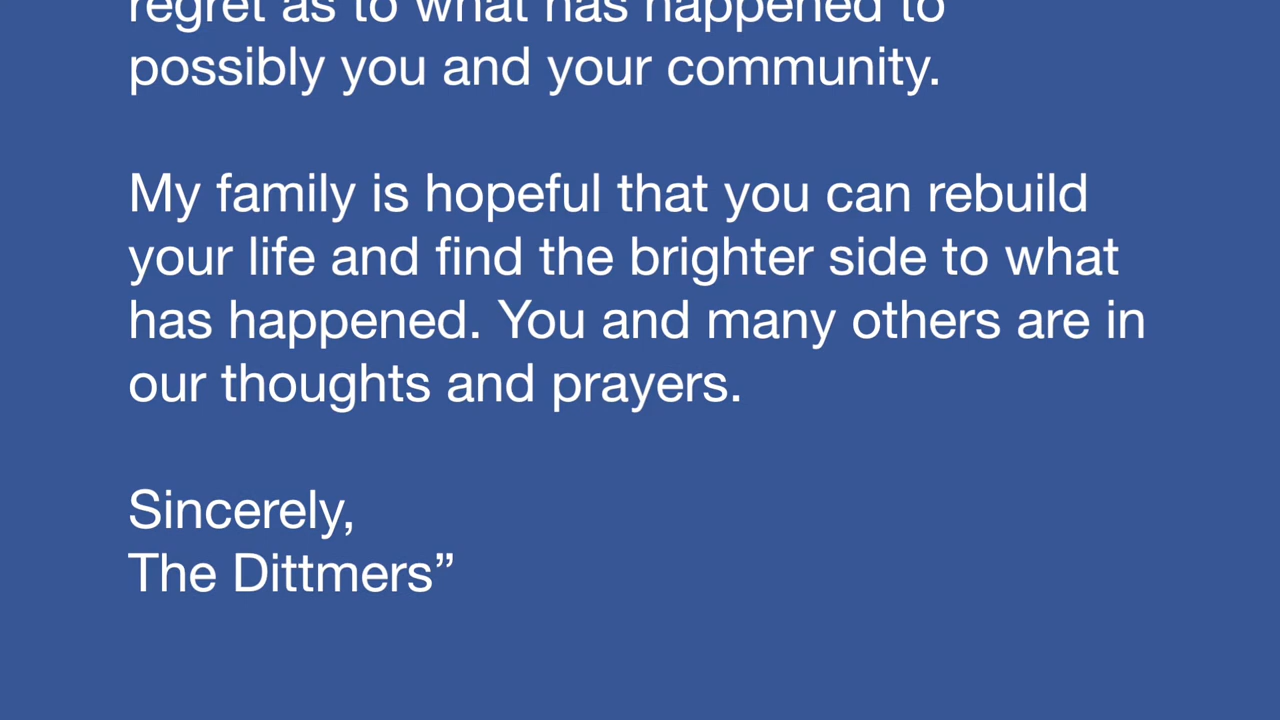 regret as to what has happened to
possibly you and your community.
My family is hopeful that you can rebuild
your life and find the brighter side to what
has happened. You and many others are in
our thoughts and prayers.
Sincerely,
The Dittmers”